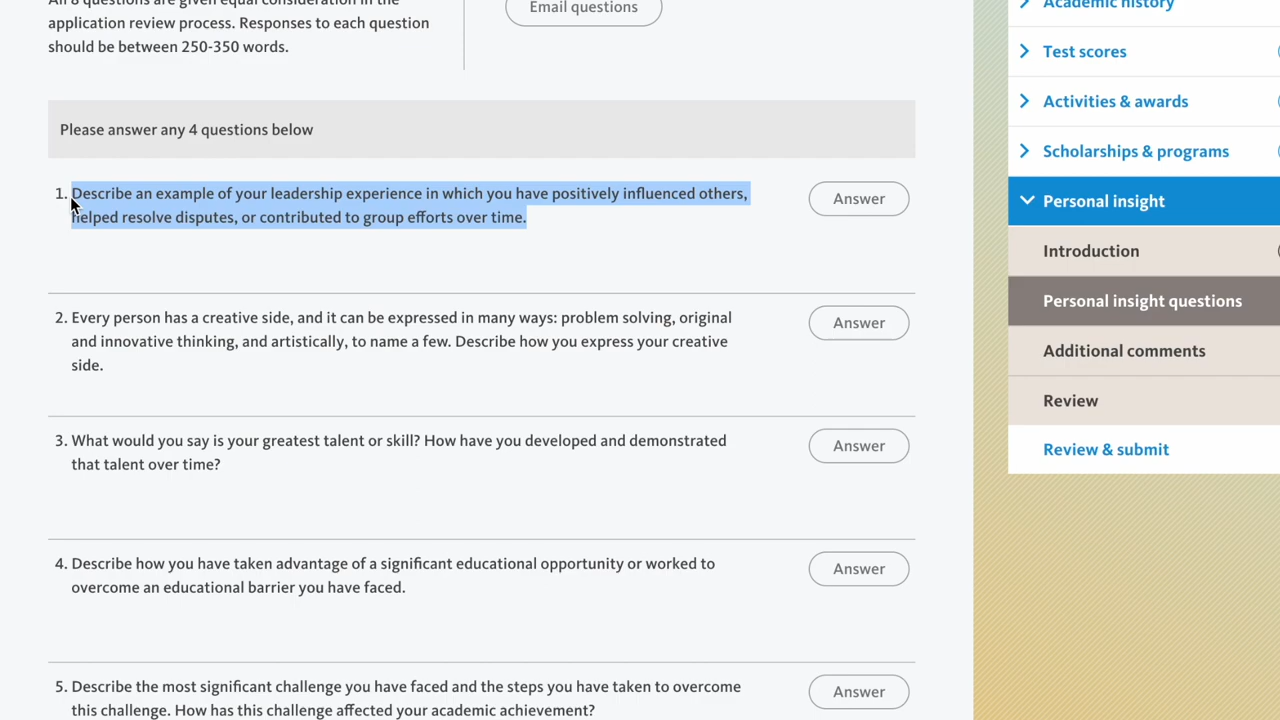 All 8 questions are given equal consideration in the
application review process. Responses to each question
should be between 250-350 words.
Email questions
Please answer any 4 questions below
1. Describe an example of your leadership experience in which you have positively influenced others,
helped resolve disputes, or contributed to group efforts over time.
Answer
2. Every person has a creative side, and it can be expressed in many ways: problem solving, original
and innovative thinking, and artistically, to name a few. Describe how you express your creative
side.
Answer
3. What would you say is your greatest talent or skill? How have you developed and demonstrated
that talent over time?
Answer
4. Describe how you have taken advantage of a significant educational opportunity or worked to
overcome an educational barrier you have faced.
Answer
5. Describe the most significant challenge you have faced and the steps you have taken to overcome
this challenge. How has this challenge affected your academic achievement?
Answer
Academic history
Test scores
Activities & awards
Scholarships & programs
Personal insight
Introduction
Personal insight questions
Additional comments
Review
Review & submit